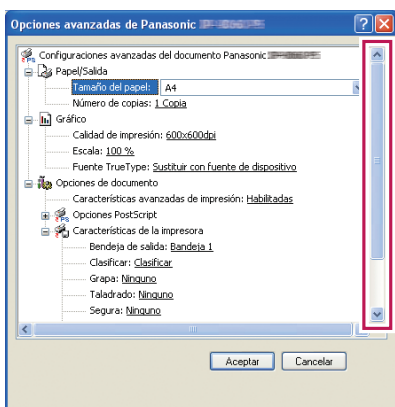 Opciones avanzadas de Panasonic
Configuraciones avanzadas del documento Panasonic
Papel/Salida
Tamaño del papel: A4
Número de copias: 1 Copia
Gráfico
Calidad de impresión: 600x600dpi
Escala: 100 %
Fuente TrueType: Sustituir con fuente de dispositivo
Opciones de documento
Características avanzadas de impresión: Habilitadas
Opciones PostScript
Características de la impresora
Bendeja de salida: Bandeja 1
Clasificar: Clasificar
Grapa: Ninguno
Taladrado: Ninguno
Segura: Ninguno
Aceptar Cancelar